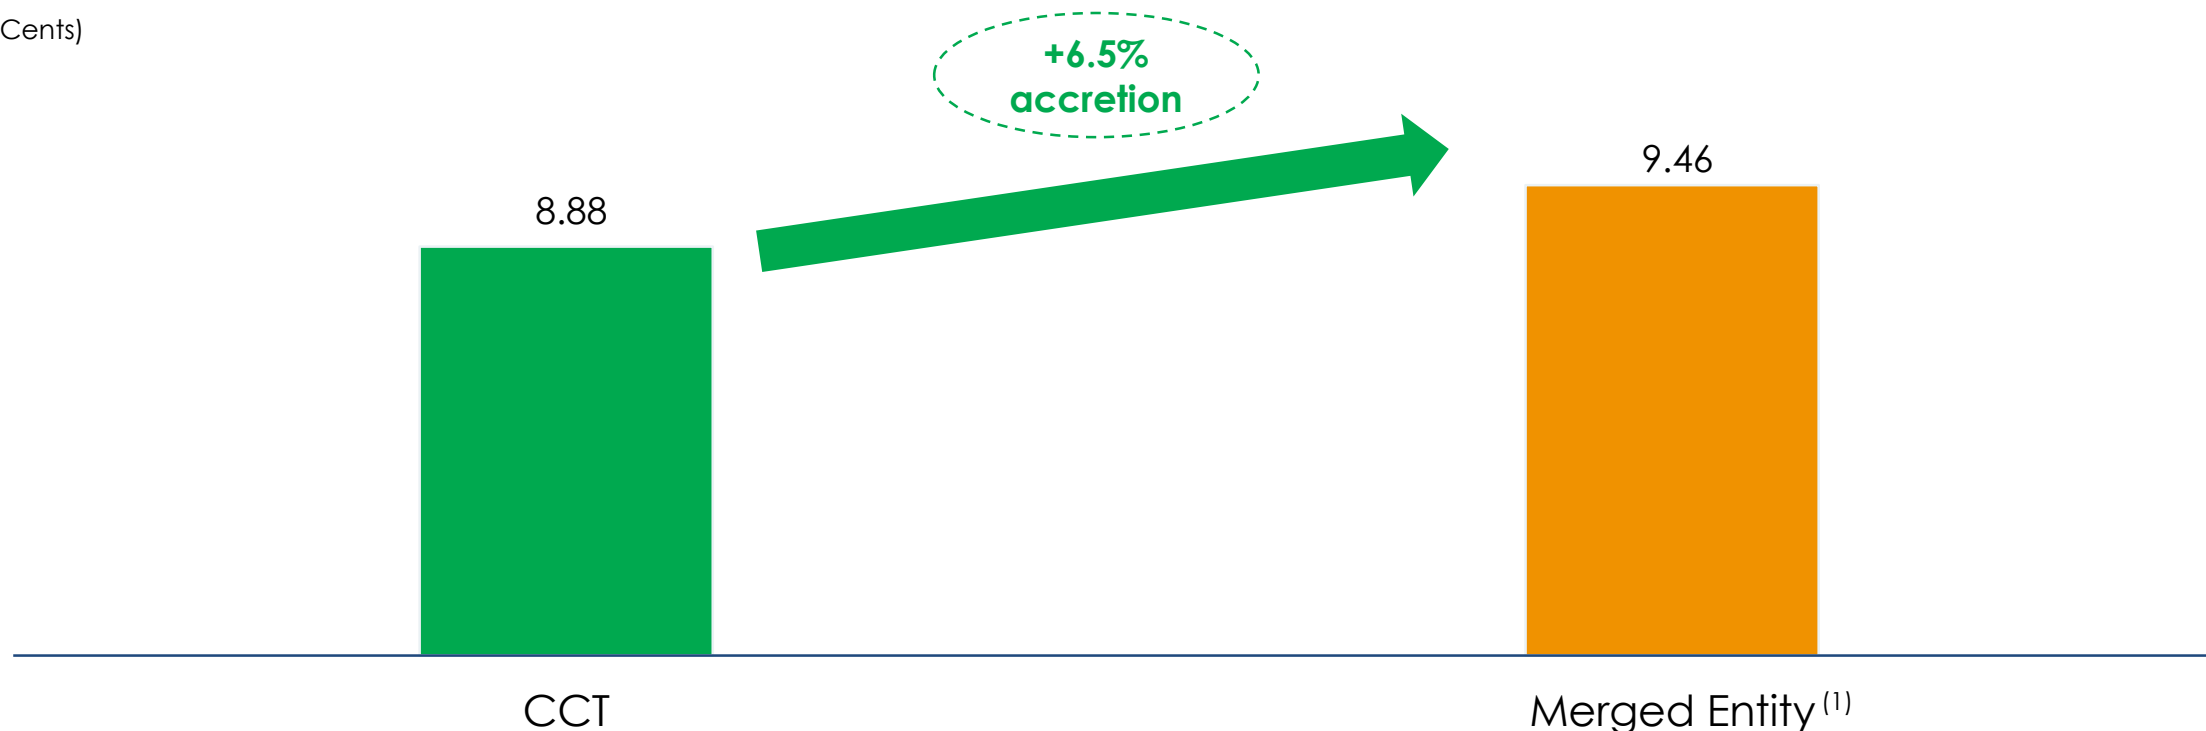 Cents)
+6.5%
accretion
9.46
8.88
CCT
Merged Entity (1)